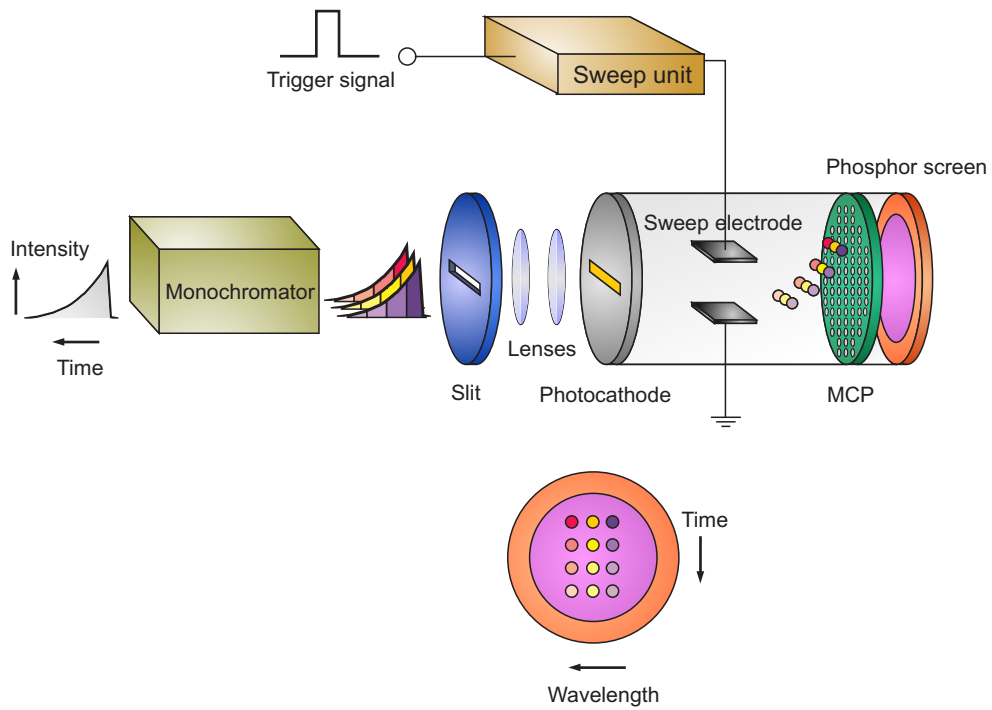 Trigger signal
Sweep unit
Phosphor screen
Intensity
Monochromator
Sweep electrode
Time
Lenses
Slit
Photocathode
MCP
Time
Wavelength